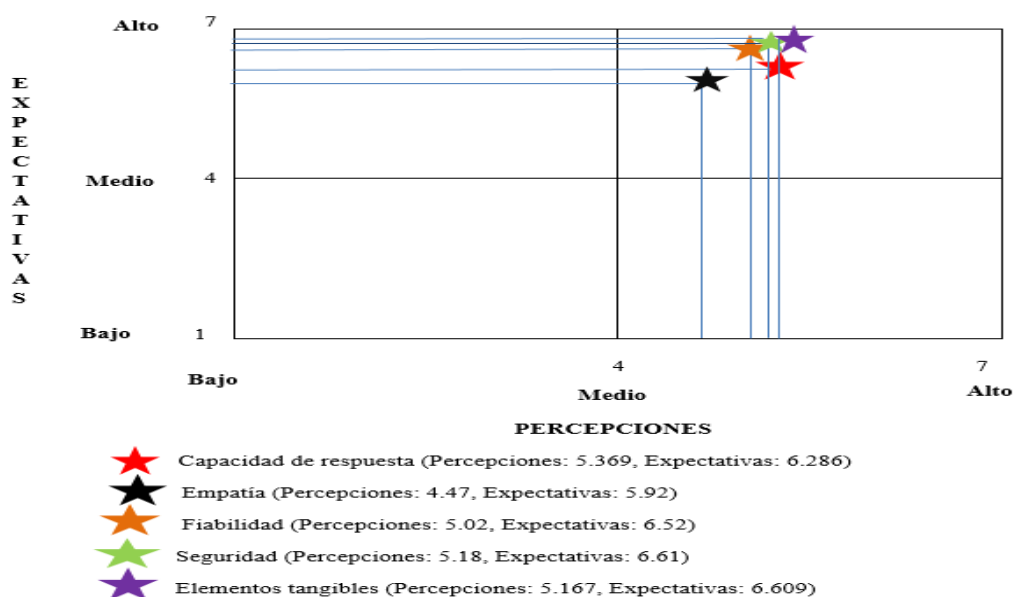 Alto 7
EXPECTATIVAS
Medio 4
Bajo 1
Bajo
4
Medio
7
Alto
PERCEPCIONES
Capacidad de respuesta (Percepciones: 5.369, Expectativas: 6.286)
Empatía (Percepciones: 4.47, Expectativas: 5.92)
Fiabilidad (Percepciones: 5.02, Expectativas: 6.52)
Seguridad (Percepciones: 5.18, Expectativas: 6.61)
Elementos tangibles (Percepciones: 5.167, Expectativas: 6.609)